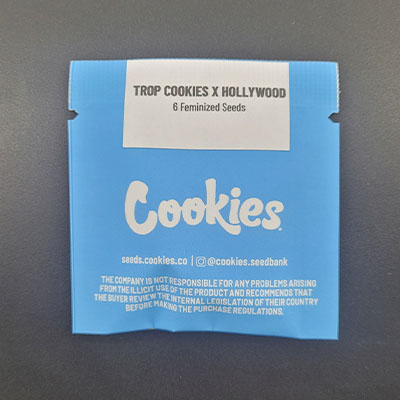 TROP COOKIES X HOLLYWOOD
6 Feminized Seeds
Cookies
seeds.cookies.co | @cookies.seedbank
THE COMPANY IS NOT RESPONSIBLE FOR ANY PROBLEMS ARISING
FROM THE ILLICIT USE OF THE PRODUCT AND RECOMMENDS THAT
THE BUYER REVIEW THE INTERNAL LEGISLATION OF THEIR COUNTRY
BEFORE MAKING THE PURCHASE REGULATIONS.